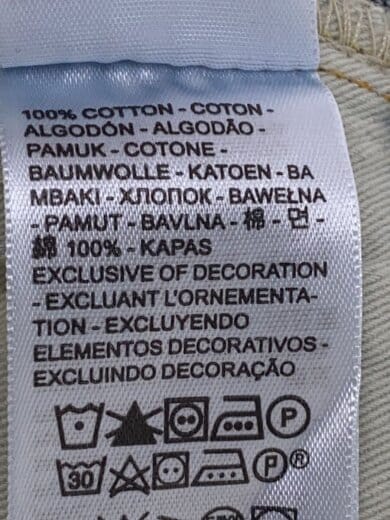 100% COTTON - COTON -
ALGODÓN - ALGODÃO -
PAMUK - COTONE -
BAUMWOLLE - KATOEN - BA
MBAKI - ХЛОПОК - BAWEŁNA
- PAMUT - BAVLNA - 棉 - 면 -
綿 100% - KAPAS
EXCLUSIVE OF DECORATION
- EXCLUANT L'ORNEMENTA-
TION - EXCLUYENDO
ELEMENTOS DECORATIVOS -
EXCLUINDO DECORAÇÃO
P
30 P®